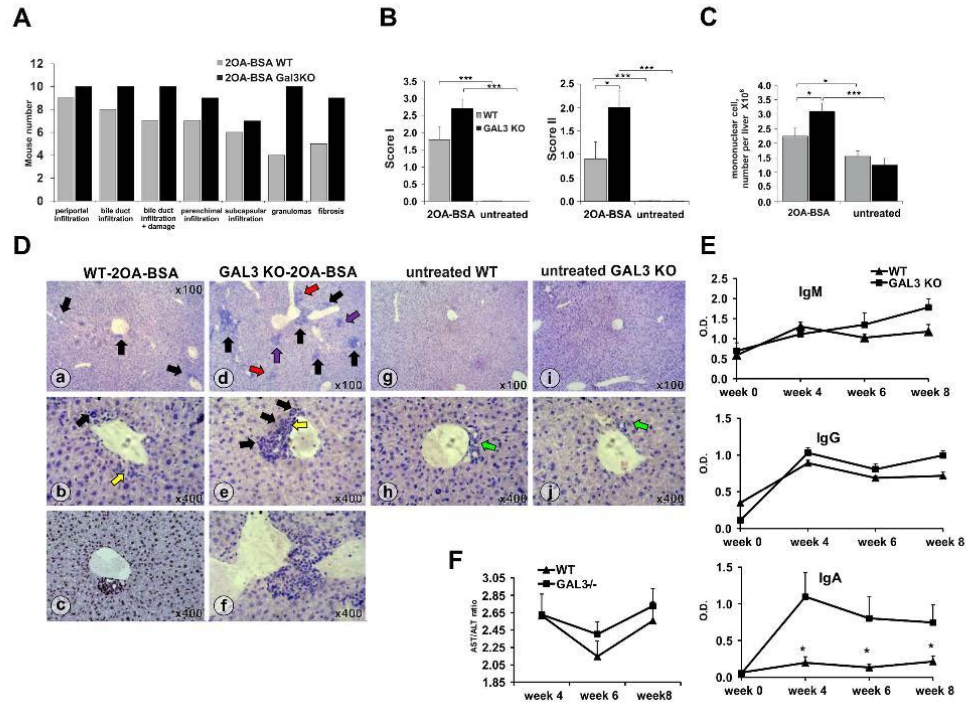 A
2OA-BSA WT
2OA-BSA Gal3KO
Mouse number
12
10
8
6
4
2
0
periportal infiltration
bile duct infiltration
bile duct infiltration + damage
parenchimal infiltration
subcapsular infiltration
granulomas
fibrosis
B
Score I
3.5
3.0
2.5
2.0
1.5
1.0
0.5
0.0
***
***
WT
GAL3 KO
2OA-BSA
untreated
Score II
2.5
2.0
1.5
1.0
0.5
0.0
***
***
*
2OA-BSA
untreated
C
mononuclear cell,
number per liver X10⁶
4.0
3.5
3.0
2.5
2.0
1.5
1.0
0.5
0.0
*
*
***
2OA-BSA
untreated
D
WT-2OA-BSA
GAL3 KO-2OA-BSA
untreated WT
untreated GAL3 KO
x100
a
d
x100
g
x100
i
x100
b
x400
e
x400
h
x400
j
x400
c
x400
f
x400
E
WT
GAL3 KO
IgM
O.D.
2.0
1.5
1.0
0.5
0.0
week 0
week 4
week 6
week 8
IgG
O.D.
1.5
1.0
0.5
0.0
week 0
week 4
week 6
week 8
IgA
O.D.
1.5
1.0
0.5
0.0
*
*
*
week 0
week 4
week 6
week 8
F
WT
GAL3/-
AST/ALT ratio
3.05
2.85
2.65
2.45
2.25
2.05
1.85
week 4
week 6
week8